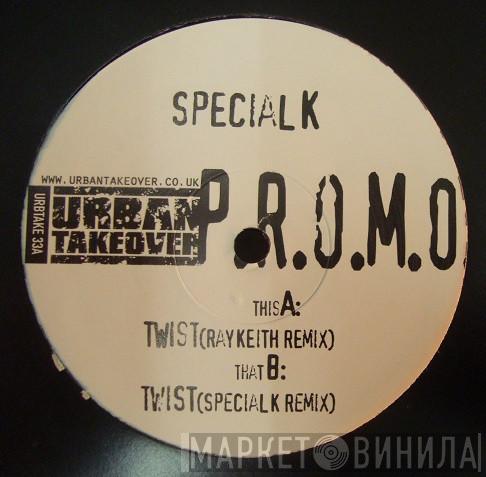 SPECIAL K
WWW.URBANTAKEOVER.CO.UK
URBTAKE 33A
URBAN
TAKEOVER
P.R.O.M.O.
THIS A:
TWIST (RAY KEITH REMIX)
THAT B:
TWIST (SPECIAL K REMIX)
МАРКЕТ ВИНИЛА